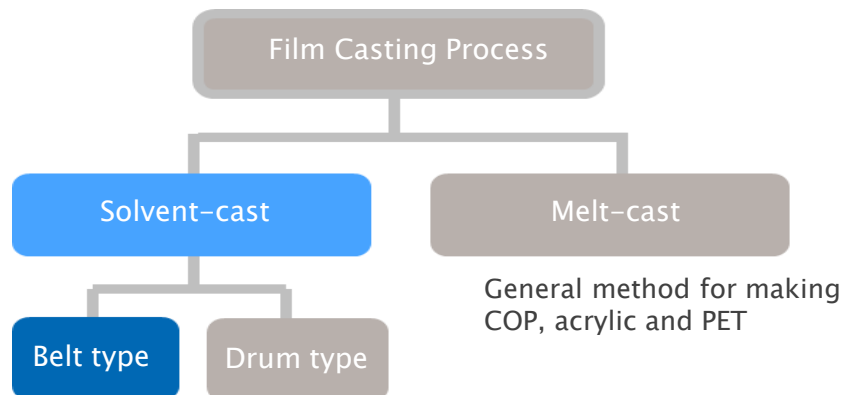 Film Casting Process
Solvent-cast
Melt-cast
General method for making
COP, acrylic and PET
Belt type
Drum type